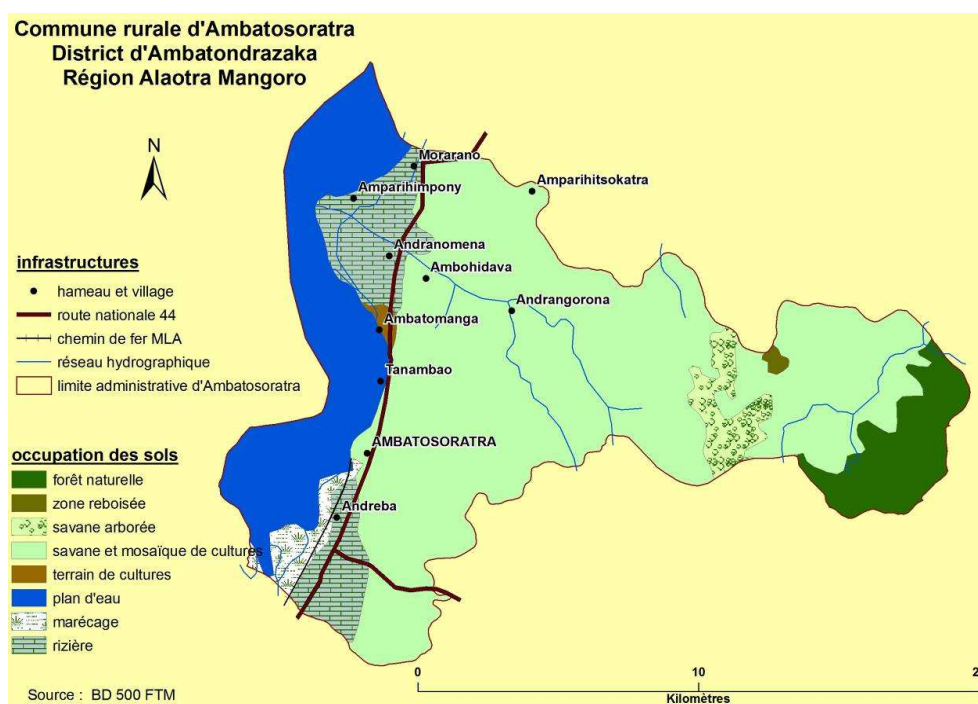 Commune rurale d'Ambatosoratra
District d'Ambatondrazaka
Région Alaotra Mangoro
N
Morarano
Amparihimpony
Amparihitsokatra
Andranomena
Ambohidava
Andrangorona
Ambatomanga
Tanambao
AMBATOSORATRA
Andreba
infrastructures
hameau et village
route nationale 44
chemin de fer MLA
réseau hydrographique
limite administrative d'Ambatosoratra
occupation des sols
forêt naturelle
zone reboisée
savane arborée
savane et mosaïque de cultures
terrain de cultures
plan d'eau
marécage
rizière
Source : BD 500 FTM
0 10 2
Kilomètres